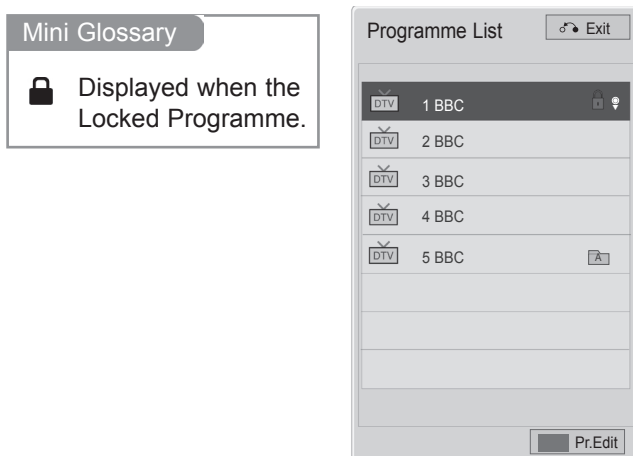 Mini Glossary
Displayed when the
Locked Programme.
Programme List
Exit
DTV 1 BBC
DTV 2 BBC
DTV 3 BBC
DTV 4 BBC
DTV 5 BBC A
Pr.Edit